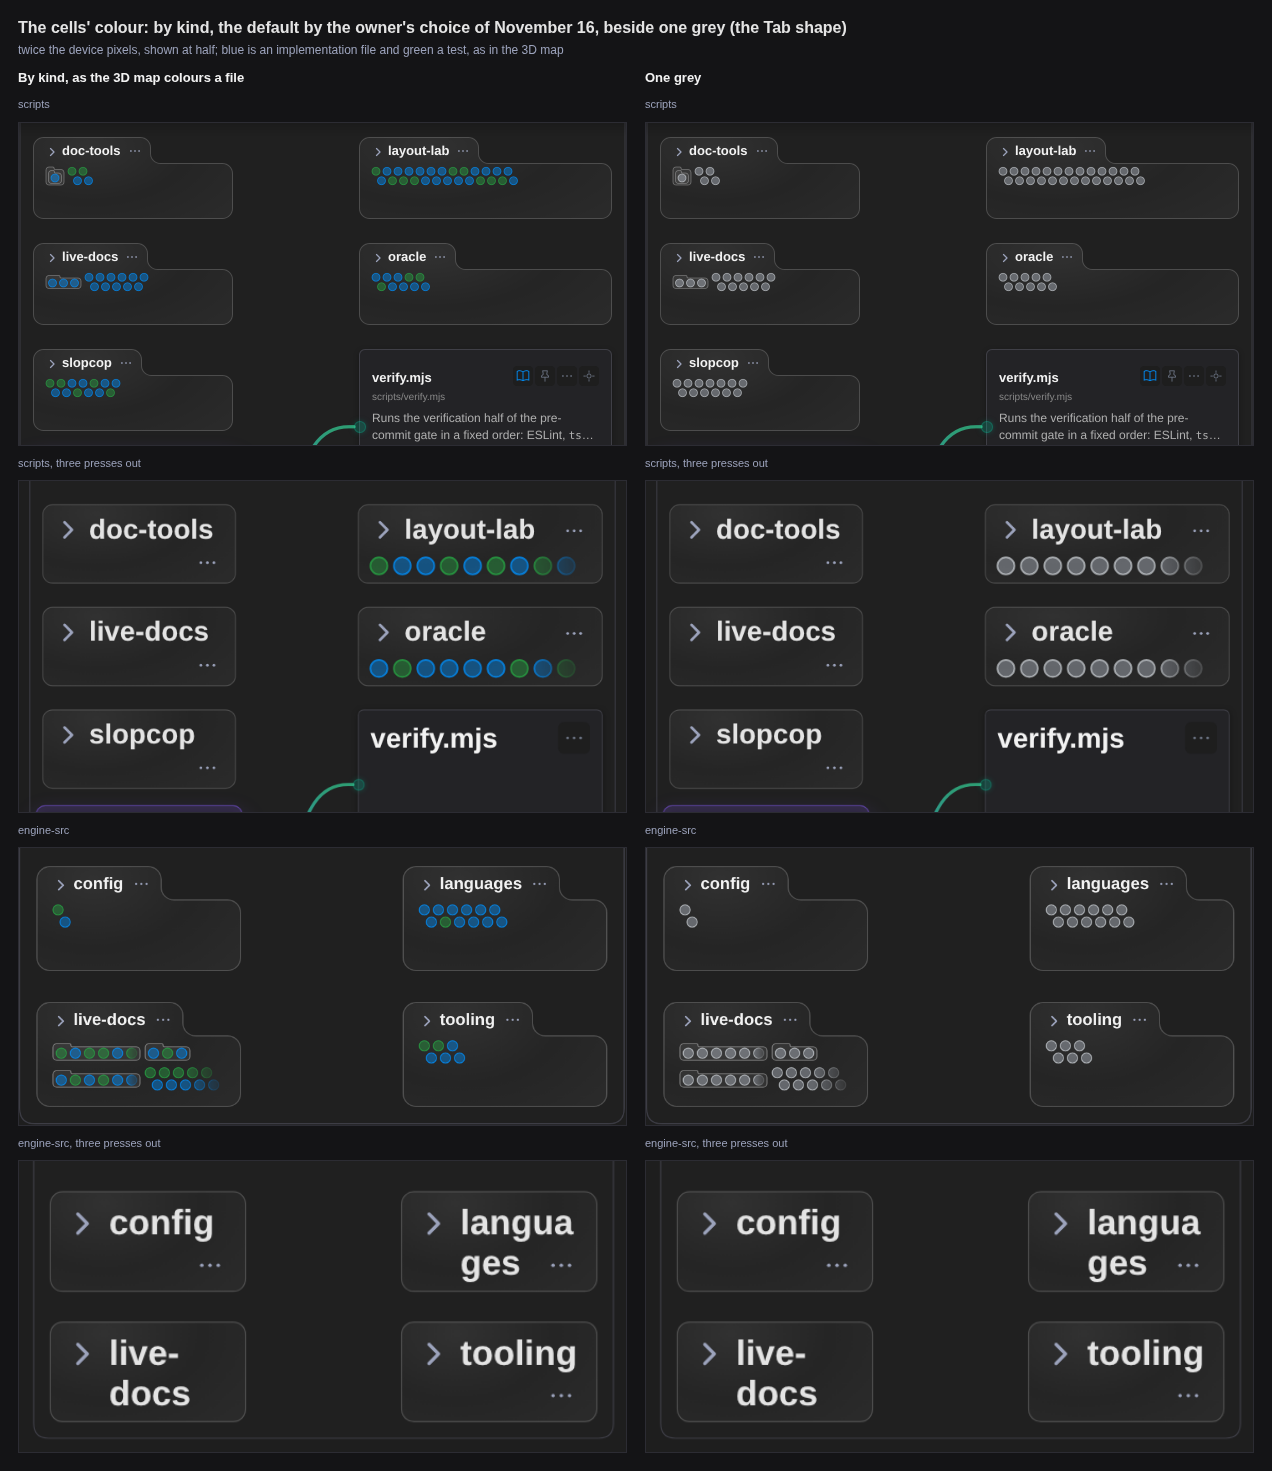 The cells' colour: by kind, the default by the owner's choice of November 16, beside one grey (the Tab shape)
twice the device pixels, shown at half; blue is an implementation file and green a test, as in the 3D map
By kind, as the 3D map colours a file
One grey
scripts
scripts
doc-tools ...
layout-lab ...
doc-tools ...
layout-lab ...
live-docs ...
oracle ...
live-docs ...
oracle ...
slopcop ...
verify.mjs
scripts/verify.mjs
Runs the verification half of the pre-
commit gate in a fixed order: ESLint, ts...
slopcop ...
verify.mjs
scripts/verify.mjs
Runs the verification half of the pre-
commit gate in a fixed order: ESLint, ts...
scripts, three presses out
scripts, three presses out
doc-tools
...
layout-lab ...
doc-tools
...
layout-lab ...
live-docs
...
oracle ...
live-docs
...
oracle ...
slopcop
...
verify.mjs ...
slopcop
...
verify.mjs ...
engine-src
engine-src
config ...
languages ...
config ...
languages ...
live-docs ...
tooling ...
live-docs ...
tooling ...
engine-src, three presses out
engine-src, three presses out
config
...
langua
ges ...
config
...
langua
ges ...
live-
docs
tooling
...
live-
docs
tooling
...